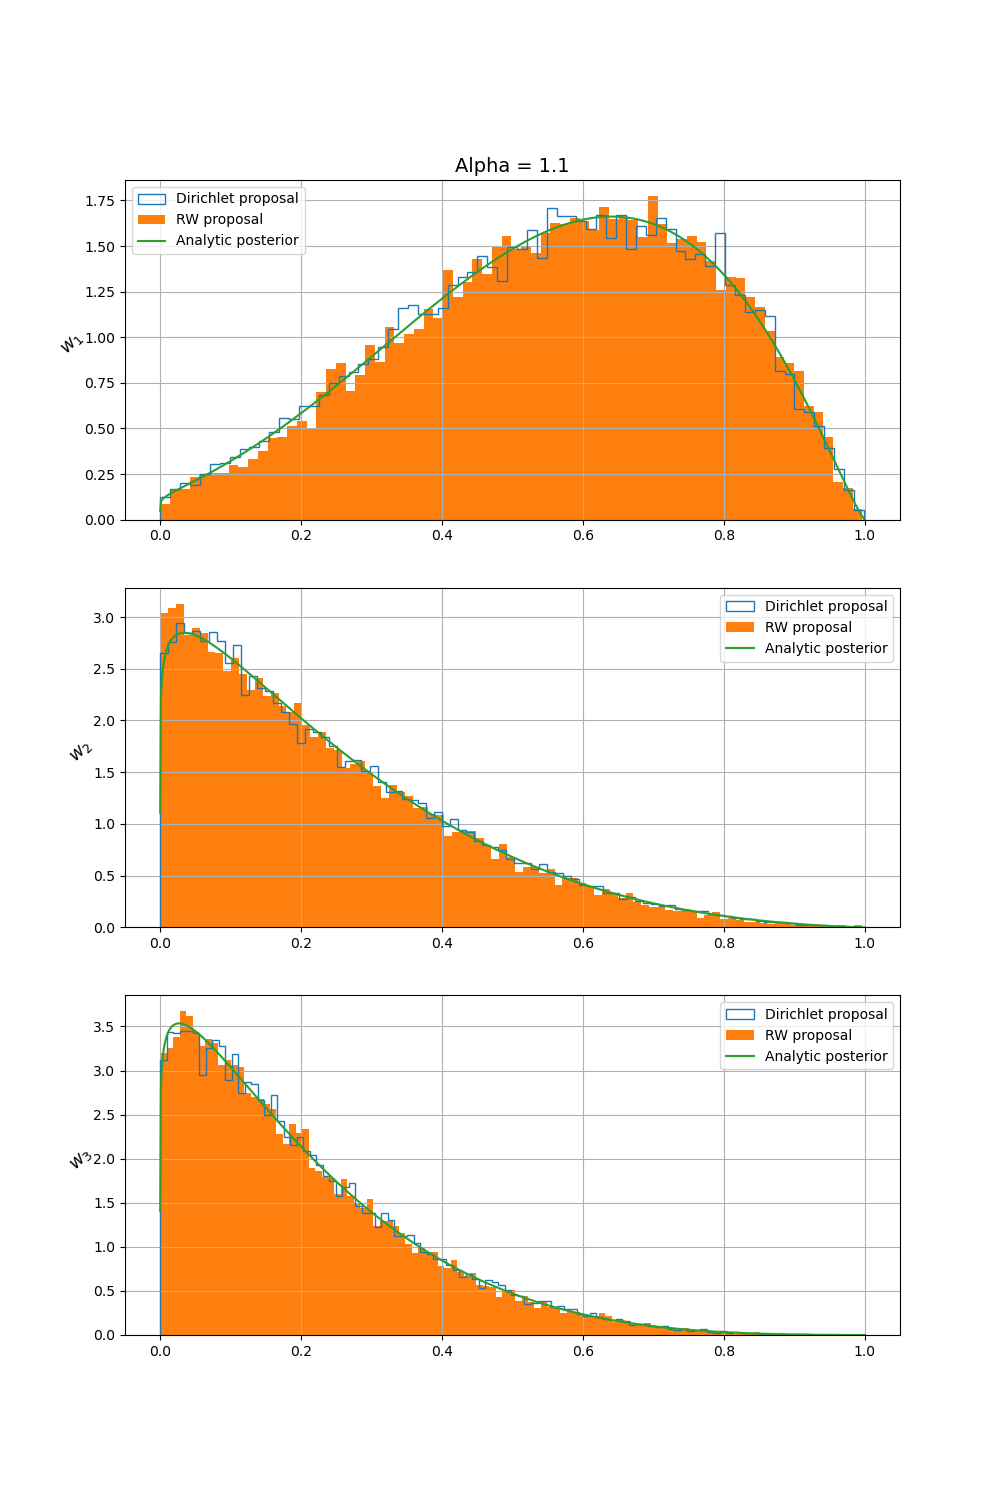 Alpha = 1.1
Dirichlet proposal
RW proposal
Analytic posterior
1.75
1.50
1.25
1.00
0.75
0.50
0.25
0.00
w₁
0.0 0.2 0.4 0.6 0.8 1.0
Dirichlet proposal
RW proposal
Analytic posterior
3.0
2.5
2.0
1.5
1.0
0.5
0.0
w₂
0.0 0.2 0.4 0.6 0.8 1.0
Dirichlet proposal
RW proposal
Analytic posterior
3.5
3.0
2.5
2.0
1.5
1.0
0.5
0.0
w₃
0.0 0.2 0.4 0.6 0.8 1.0